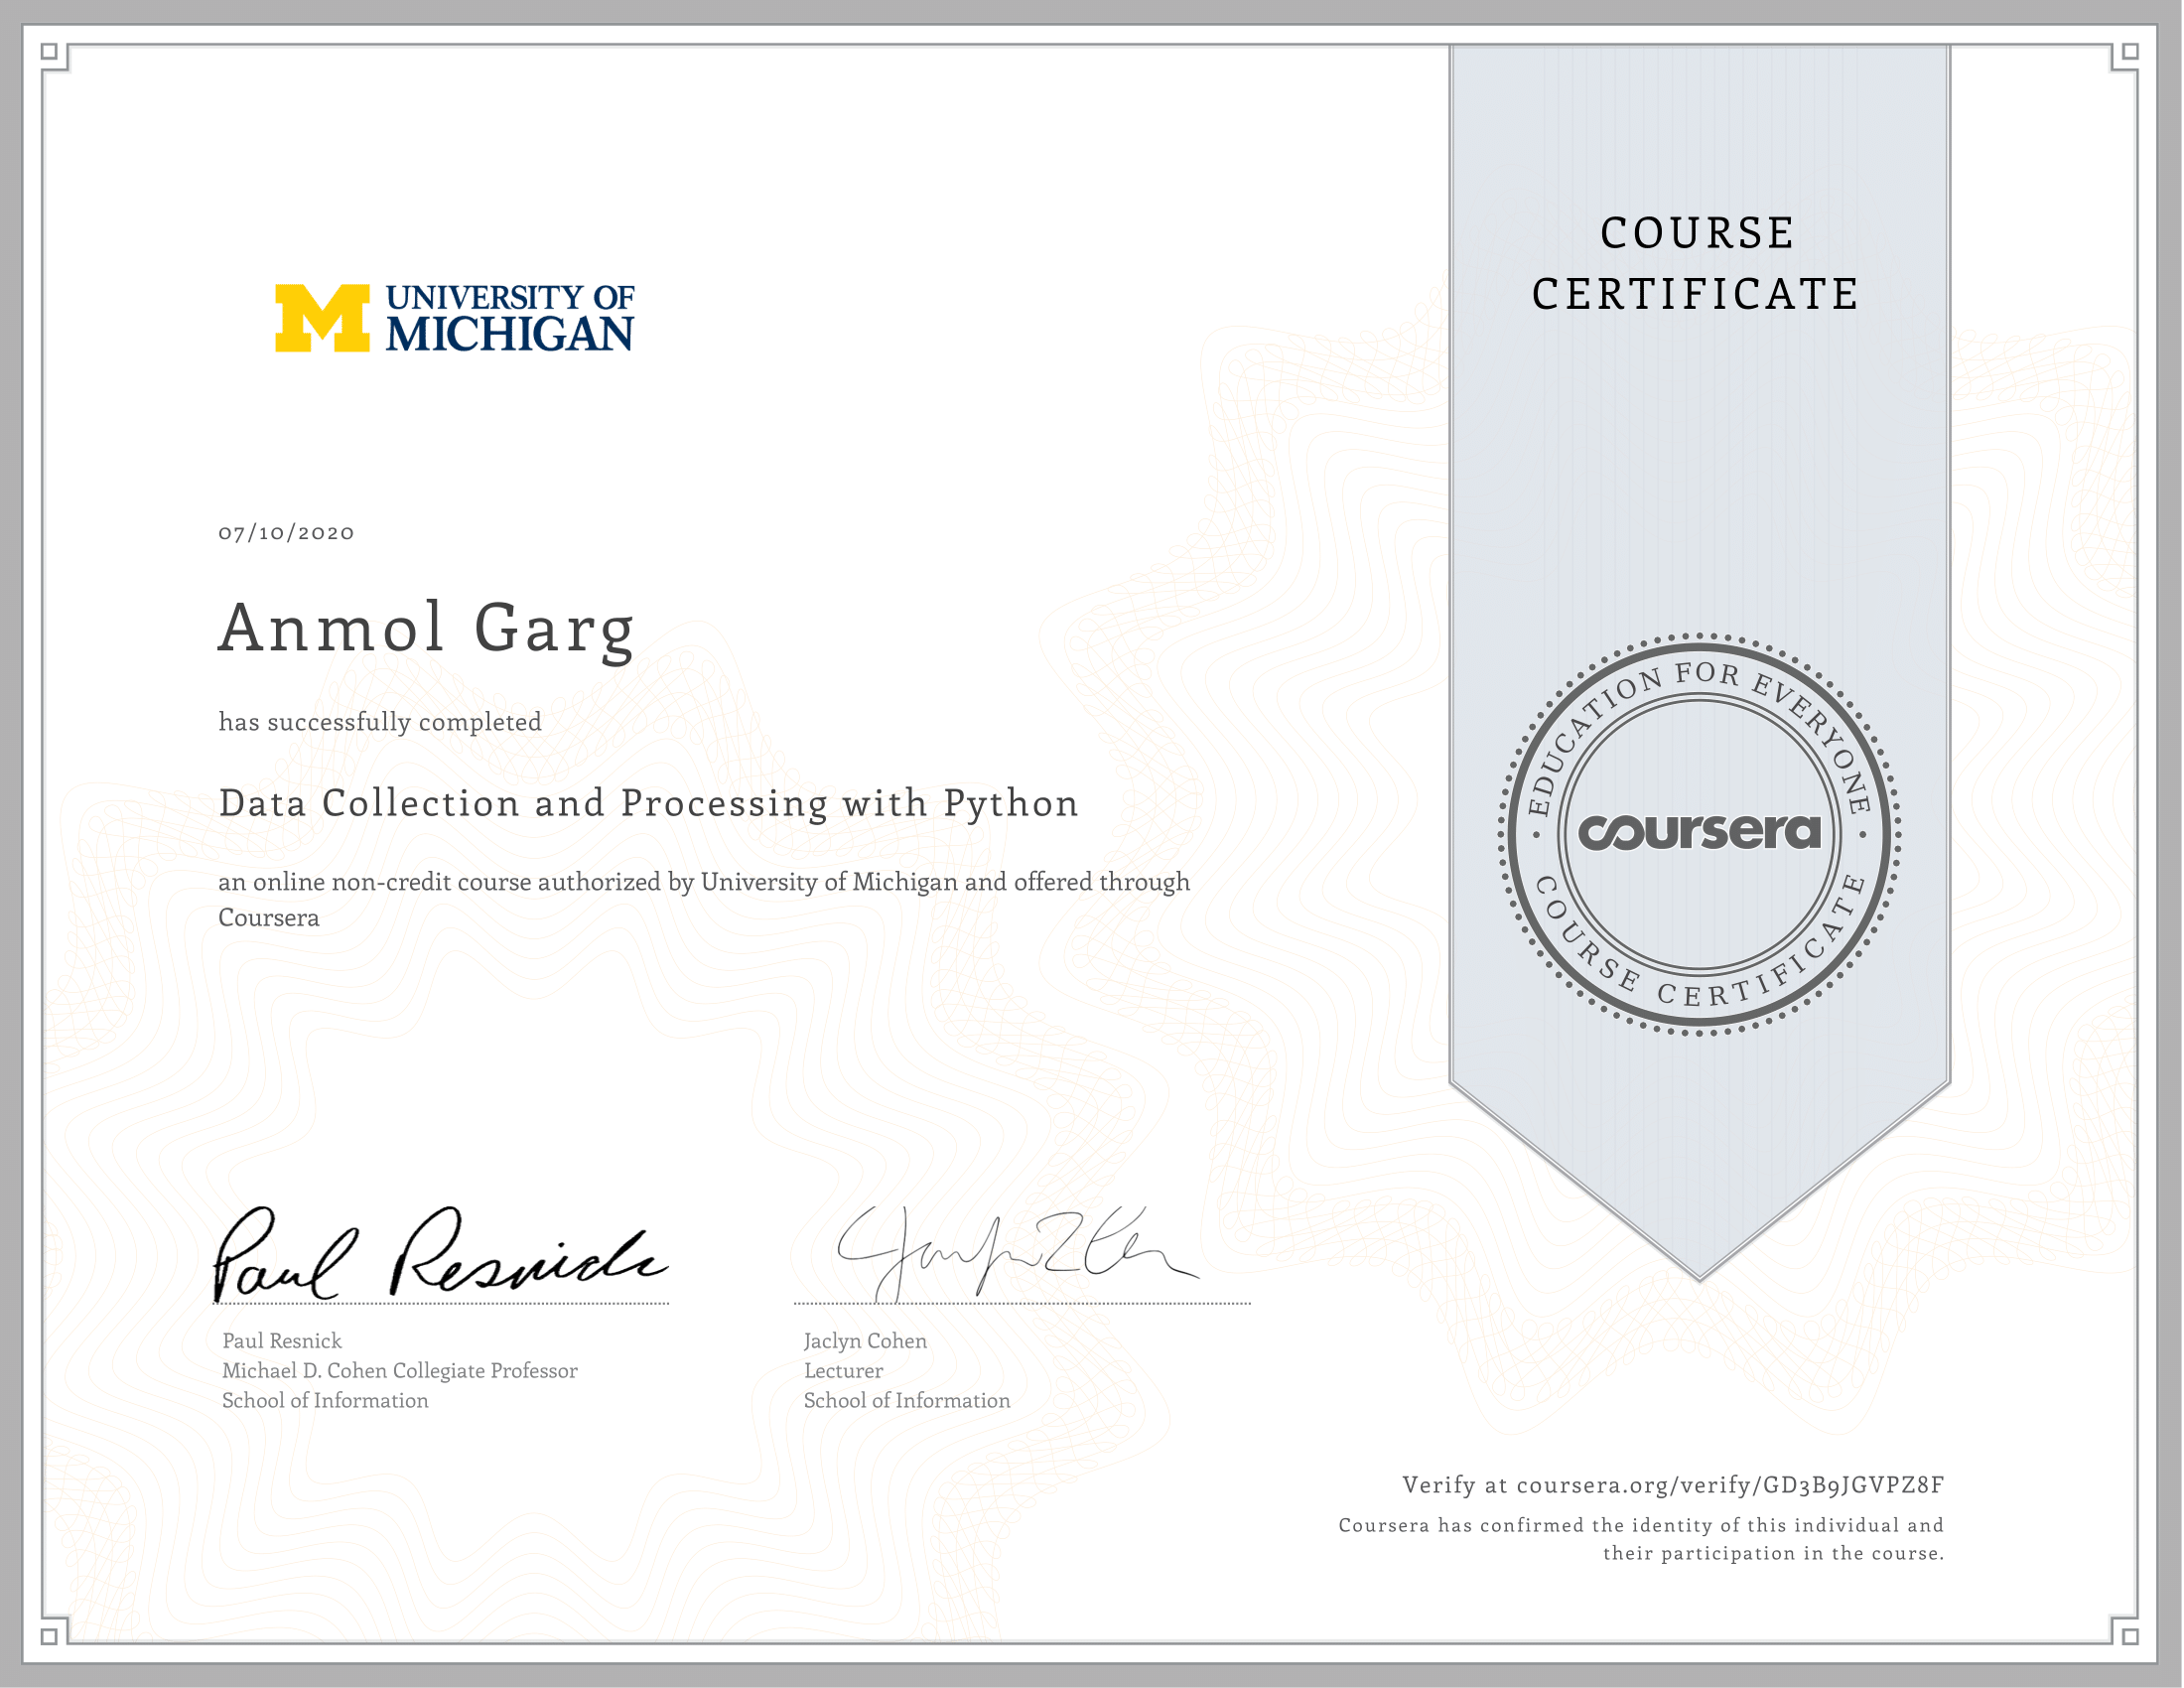 UNIVERSITY OF
MICHIGAN
COURSE
CERTIFICATE
07/10/2020
Anmol Garg
has successfully completed
Data Collection and Processing with Python
an online non-credit course authorized by University of Michigan and offered through
Coursera
EDUCATION FOR EVERYONE
coursera
COURSE CERTIFICATE
Paul Resnick
Paul Resnick
Michael D. Cohen Collegiate Professor
School of Information
Jaclyn Cohen
Lecturer
School of Information
Verify at coursera.org/verify/GD3B9JGVPZ8F
Coursera has confirmed the identity of this individual and
their participation in the course.